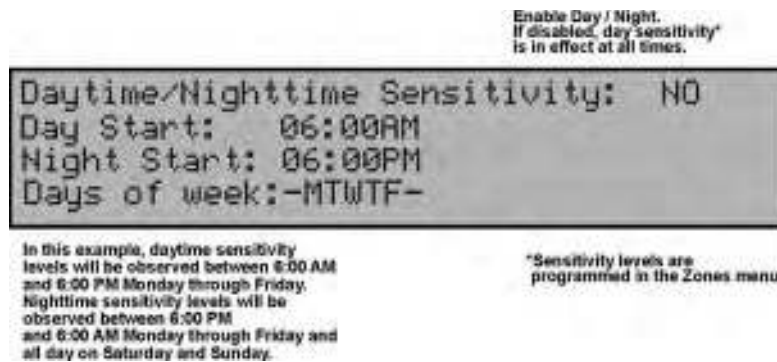 Enable Day / Night.
If disabled, day sensitivity*
is in effect at all times.
Daytime/Nighttime Sensitivity: NO
Day Start: 06:00AM
Night Start: 06:00PM
Days of week:-MTWTF-
In this example, daytime sensitivity
levels will be observed between 6:00 AM
and 6:00 PM Monday through Friday.
Nighttime sensitivity levels will be
observed between 6:00 PM
and 6:00 AM Monday through Friday and
all day on Saturday and Sunday.
*Sensitivity levels are
programmed in the Zones menu